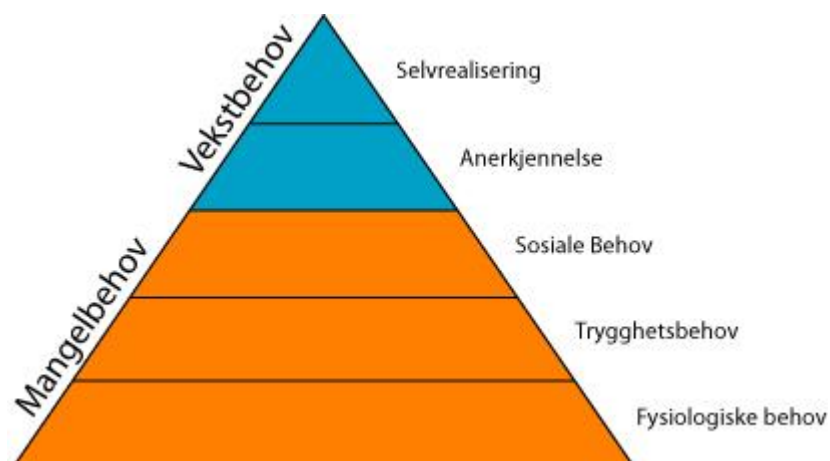 Vekstbehov
Mangelbehov
Selvrealisering
Anerkjennelse
Sosiale Behov
Trygghetsbehov
Fysiologiske behov